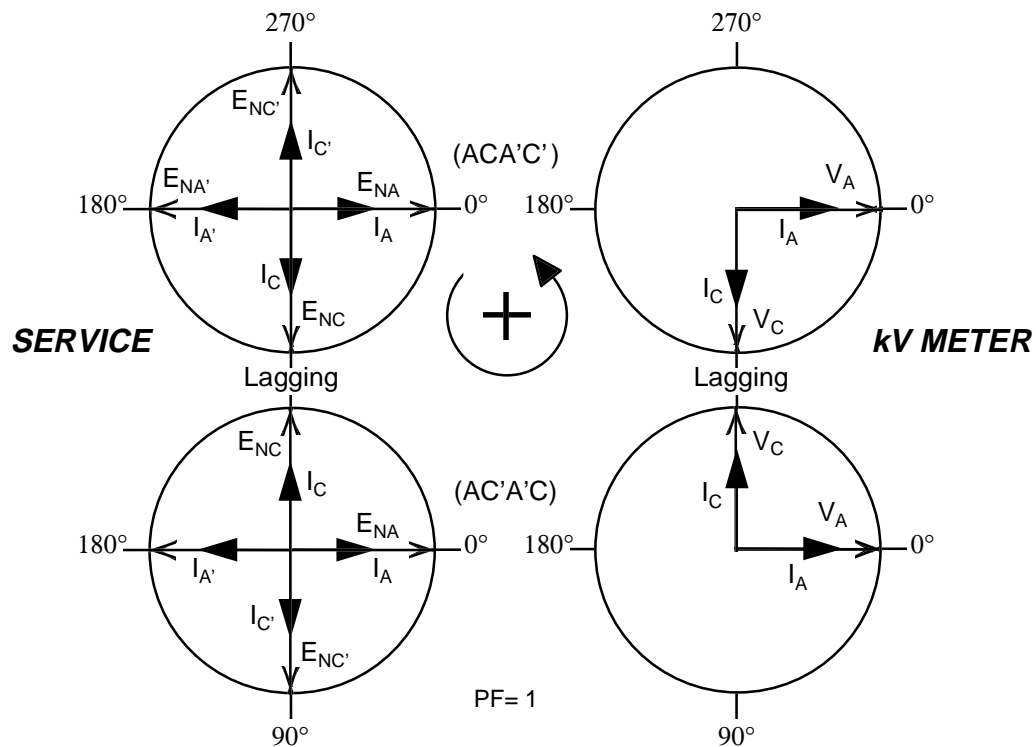 270° 270°
E_NC'
I_C' (ACA'C')
E_NA' E_NA V_A
180° 0° 180° 0°
I_A' I_A I_A
I_C I_C
E_NC V_C
SERVICE kV METER
Lagging Lagging
E_NC V_C
I_C I_C
(AC'A'C)
E_NA V_A
180° 0° 180° 0°
I_A' I_A I_A
I_C'
E_NC'
PF= 1
90° 90°